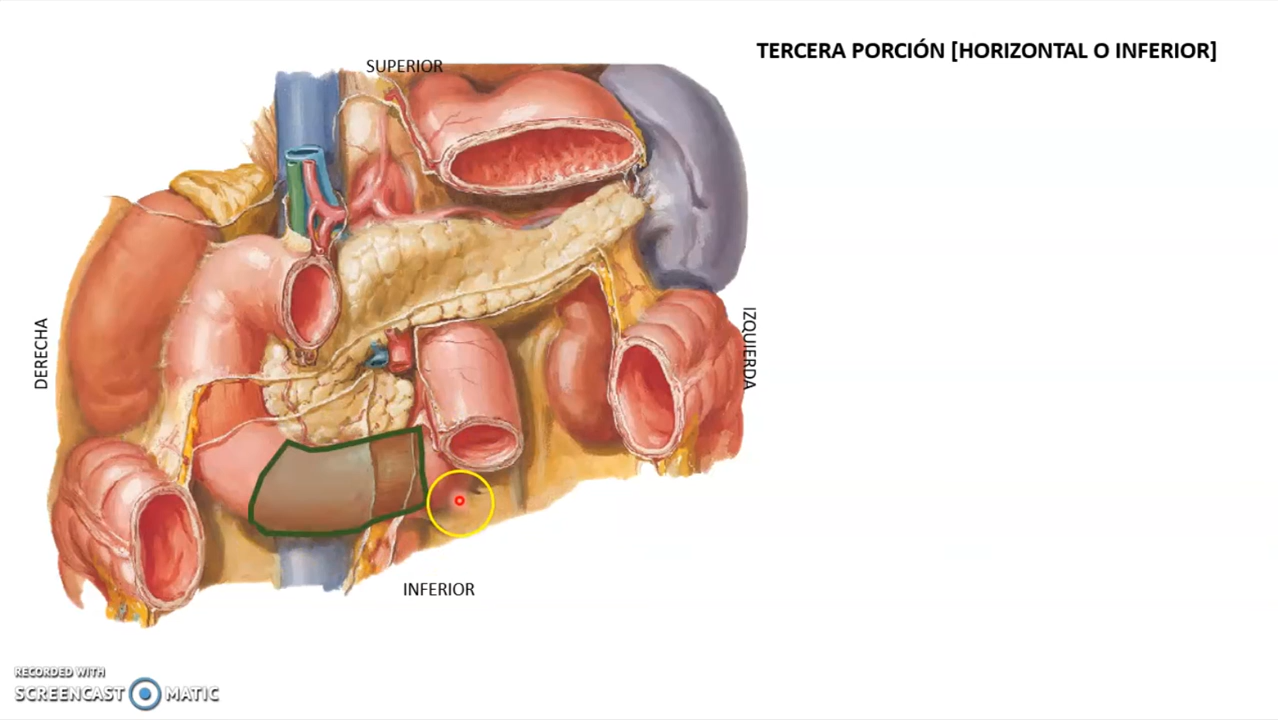 TERCERA PORCIÓN [HORIZONTAL O INFERIOR]
SUPERIOR
DERECHA
IZQUIERDA
INFERIOR
RECORDED WITH
SCREENCAST MATIC